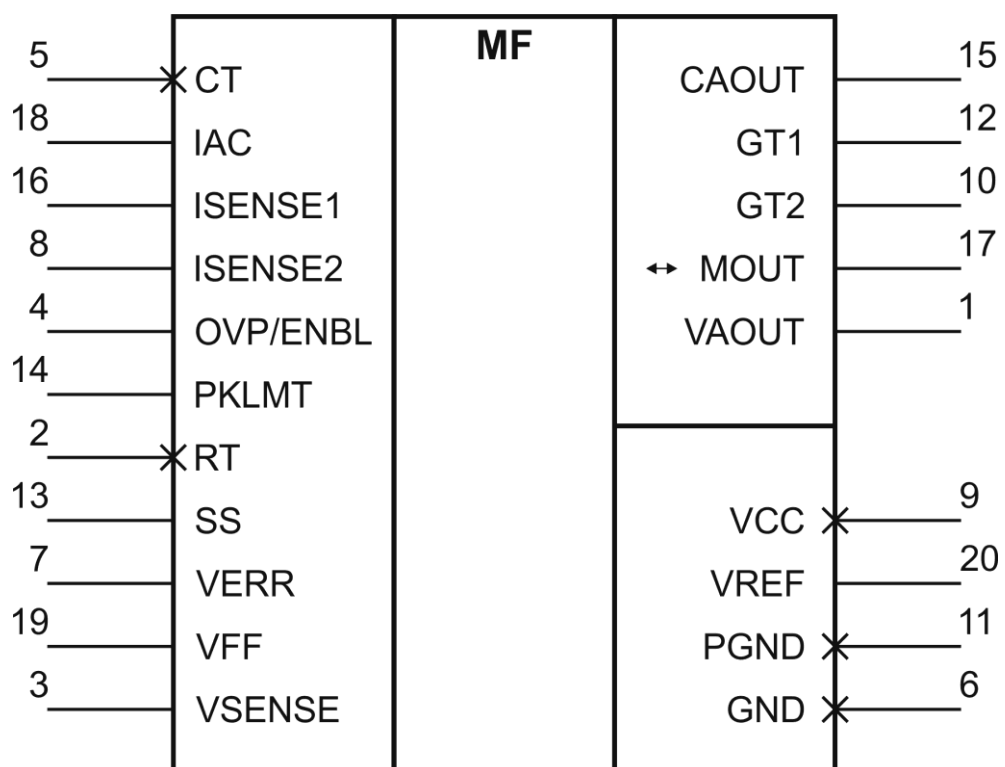 MF
5 CT
18 IAC
16 ISENSE1
8 ISENSE2
4 OVP/ENBL
14 PKLMT
2 RT
13 SS
7 VERR
19 VFF
3 VSENSE
CAOUT 15
GT1 12
GT2 10
MOUT 17
VAOUT 1
VCC 9
VREF 20
PGND 11
GND 6